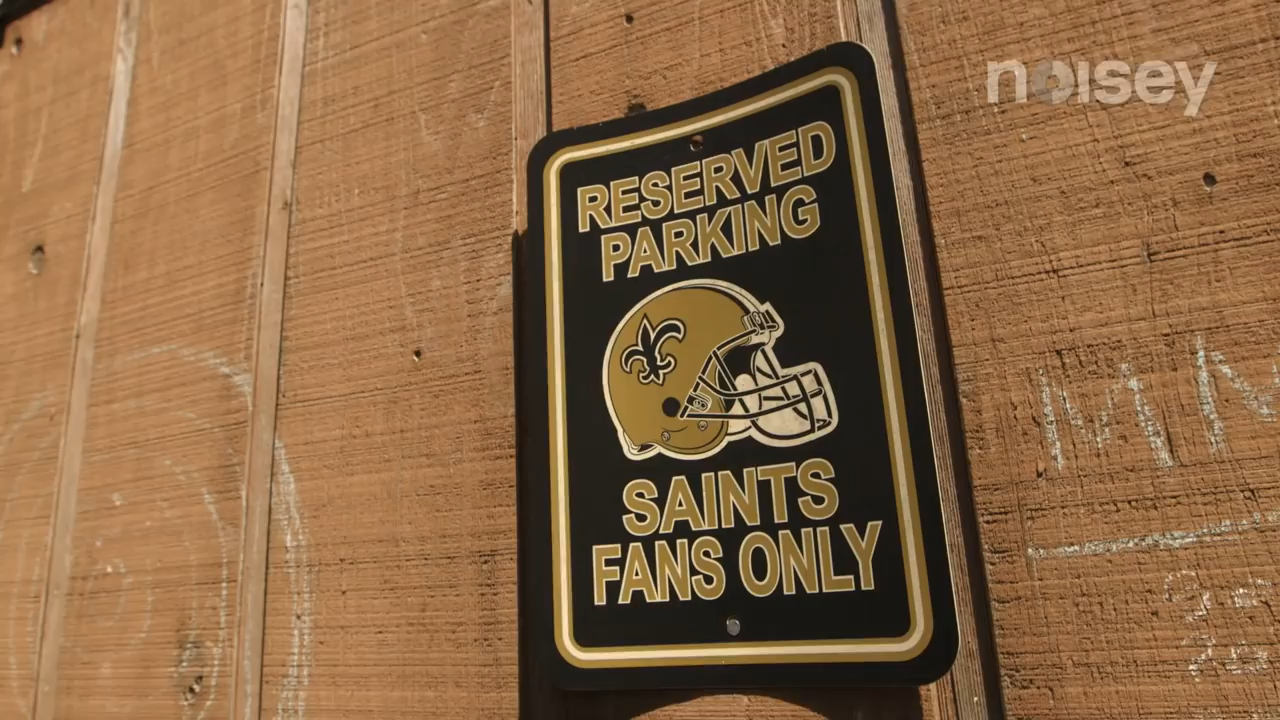 noisey
RESERVED
PARKING
SAINTS
FANS ONLY